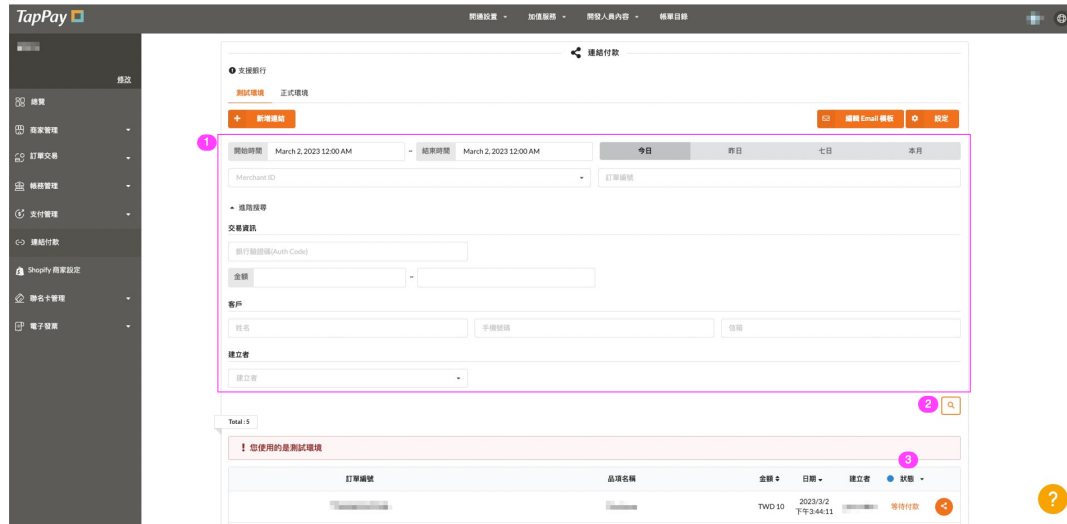 TapPay
開通設置 加值服務 開發人員內容 帳單目錄
修改
總覽
商家管理
訂單交易
帳務管理
支付管理
連結付款
Shopify 商家設定
聯名卡管理
電子發票
連結付款
支援銀行
測試環境 正式環境
+ 新增連結 編輯 Email 模板 設定
1
開始時間 March 2, 2023 12:00 AM ~ 結束時間 March 2, 2023 12:00 AM 今日 昨日 七日 本月
Merchant ID 訂單編號
進階搜尋
交易資訊
銀行驗證碼(Auth Code)
金額 ~
客戶
姓名 手機號碼 信箱
建立者
建立者
2
Total : 5
! 您使用的是測試環境
3
訂單編號 品項名稱 金額 日期 建立者 狀態
TWD 10 2023/3/2 下午3:44:11 等待付款
?